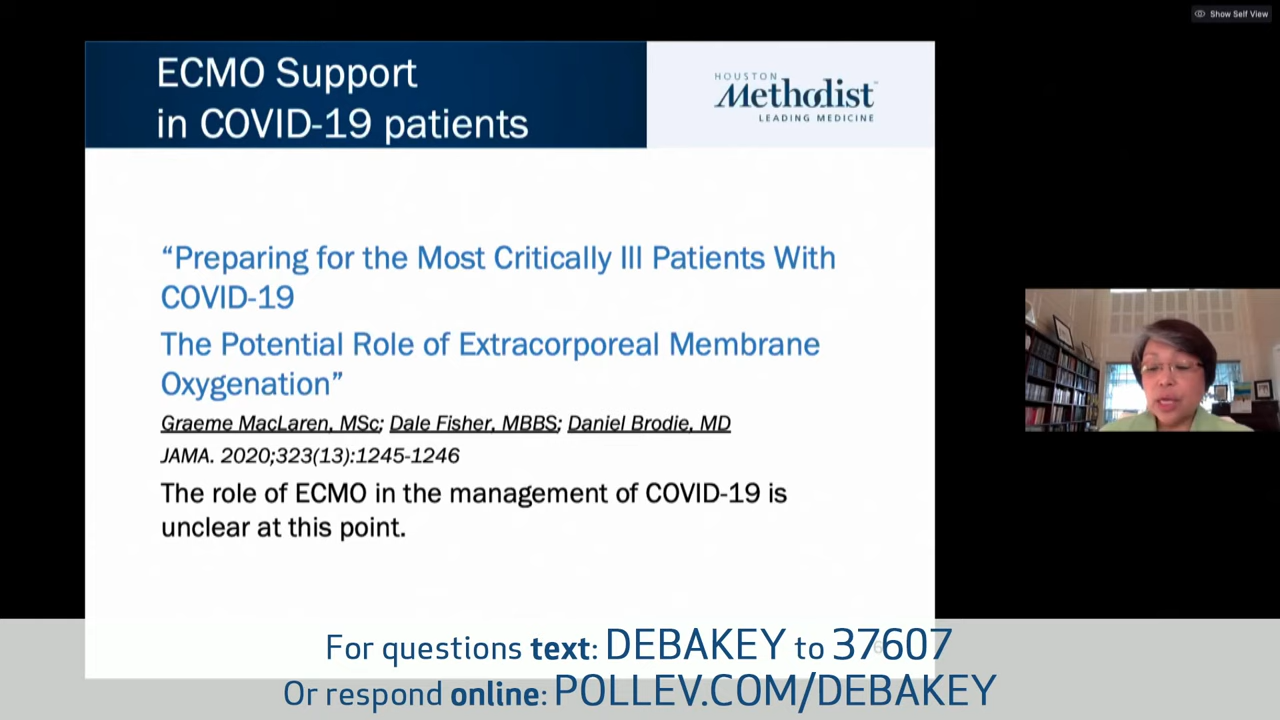 Show Self View
ECMO Support
in COVID-19 patients
HOUSTON
Methodist
LEADING MEDICINE
“Preparing for the Most Critically Ill Patients With
COVID-19
The Potential Role of Extracorporeal Membrane
Oxygenation”
Graeme MacLaren, MSc; Dale Fisher, MBBS; Daniel Brodie, MD
JAMA. 2020;323(13):1245-1246
The role of ECMO in the management of COVID-19 is
unclear at this point.
For questions text: DEBAKEY to 37607
Or respond online: POLLEV.COM/DEBAKEY